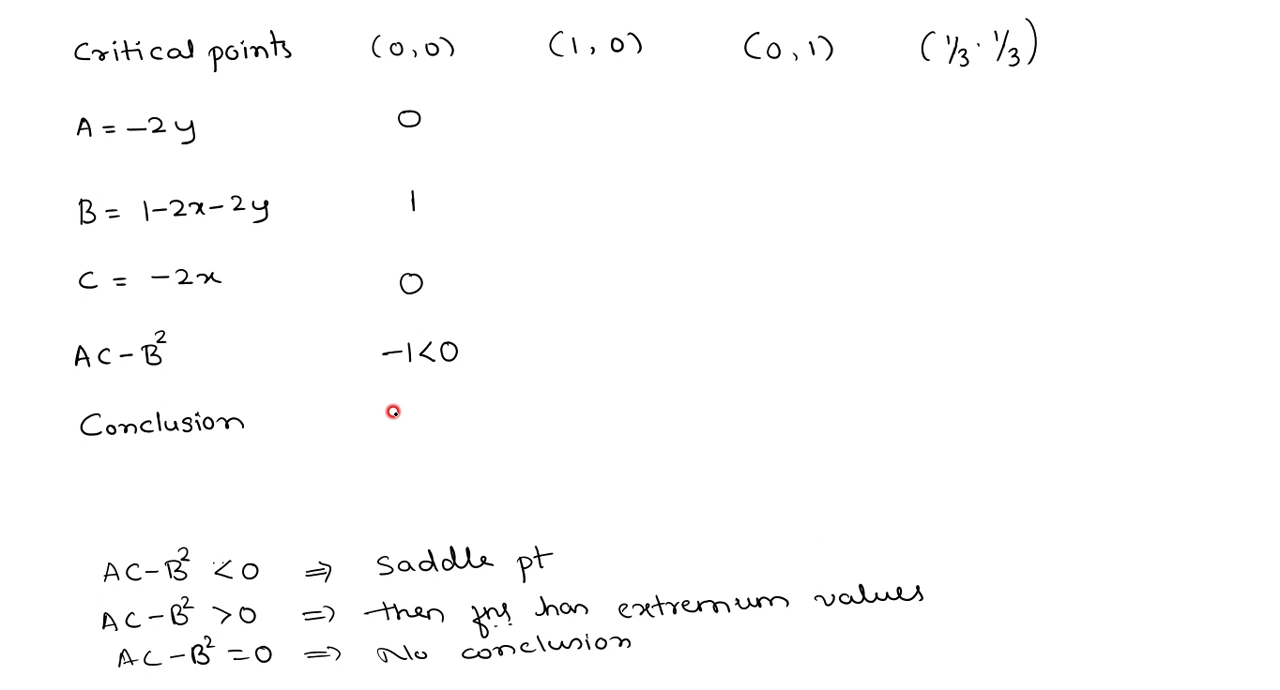 Critical points (0,0) (1,0) (0,1) (1/3. 1/3)
A = -2y 0
B = 1-2x-2y 1
C = -2x 0
AC-B² -1<0
Conclusion
AC-B² <0 ⇒ saddle pt
AC-B² >0 ⇒ then fns has extremum values
AC-B² =0 ⇒ No conclusion